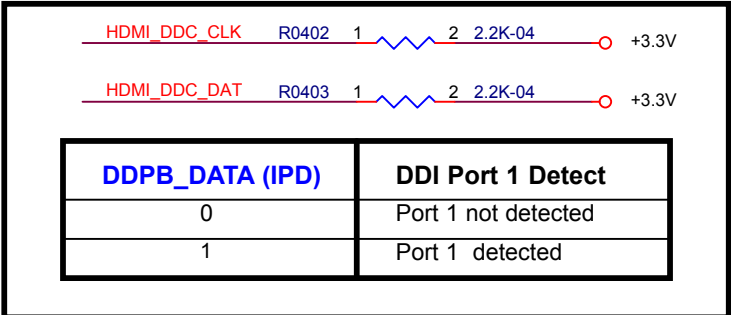 HDMI_DDC_CLK R0402 1 2 2.2K-04 +3.3V
HDMI_DDC_DAT R0403 1 2 2.2K-04 +3.3V
DDPB_DATA (IPD) DDI Port 1 Detect
0 Port 1 not detected
1 Port 1 detected